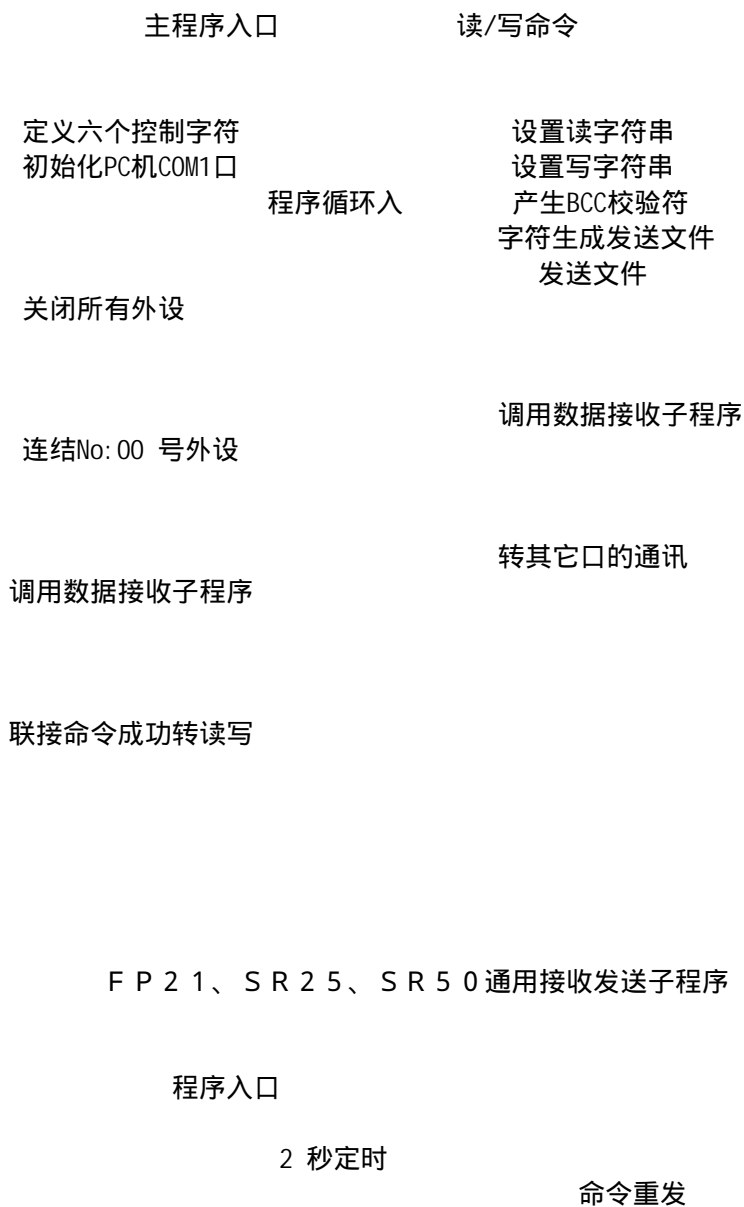 主程序入口 读/写命令
定义六个控制字符 设置读字符串
初始化PC机COM1口 设置写字符串
程序循环入 产生BCC校验符
字符生成发送文件
发送文件
关闭所有外设
调用数据接收子程序
连结No:00 号外设
转其它口的通讯
调用数据接收子程序
联接命令成功转读写
FP21、SR25、SR50通用接收发送子程序
程序入口
2 秒定时
命令重发